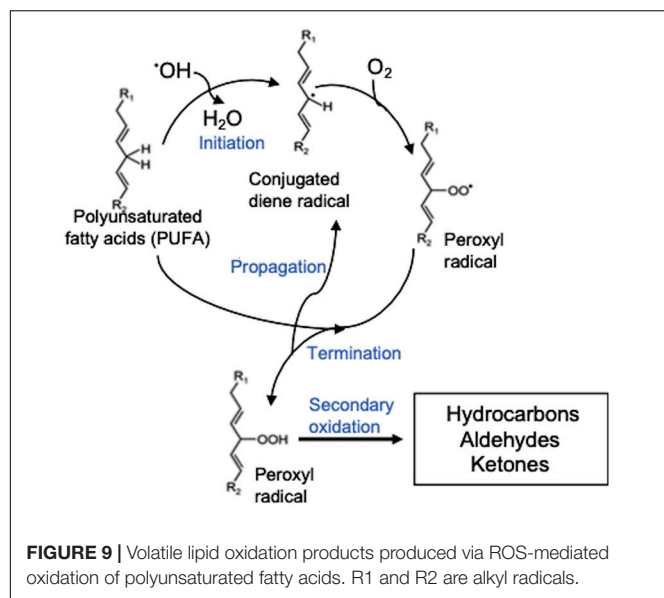 R1
•OH
H2O
Initiation
R1
•
H
R2
Conjugated
diene radical
O2
R1
H
H
R2
Polyunsaturated
fatty acids (PUFA)
R1
OO•
R2
Peroxyl
radical
Propagation
Termination
R1
OOH
R2
Peroxyl
radical
Secondary
oxidation
Hydrocarbons
Aldehydes
Ketones
FIGURE 9 | Volatile lipid oxidation products produced via ROS-mediated
oxidation of polyunsaturated fatty acids. R1 and R2 are alkyl radicals.